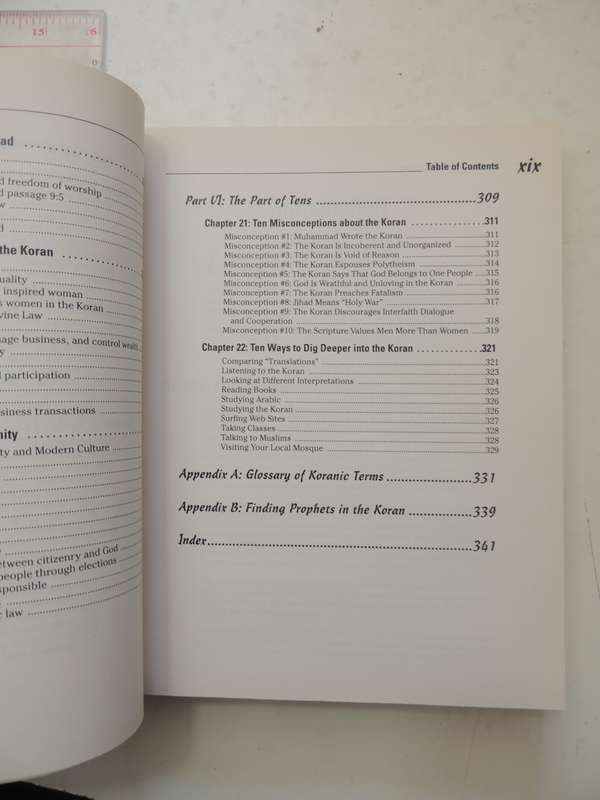 15 16
0
ad
d freedom of worship
d passage 9:5
w
d
the Koran
uality
inspired woman
s women in the Koran
vine Law
nage business, and control wealth
y
l participation
siness transactions
nity
ty and Modern Culture
etween citizenry and God
people through elections
sponsible
c law
Table of Contents xix
Part VI: The Part of Tens 309
Chapter 21: Ten Misconceptions about the Koran 311
Misconception #1: Muhammad Wrote the Koran 311
Misconception #2: The Koran Is Incoherent and Unorganized 312
Misconception #3: The Koran Is Void of Reason 313
Misconception #4: The Koran Espouses Polytheism 314
Misconception #5: The Koran Says That God Belongs to One People 315
Misconception #6: God Is Wrathful and Unloving in the Koran 316
Misconception #7: The Koran Preaches Fatalism 316
Misconception #8: Jihad Means "Holy War" 317
Misconception #9: The Koran Discourages Interfaith Dialogue
and Cooperation 318
Misconception #10: The Scripture Values Men More Than Women 319
Chapter 22: Ten Ways to Dig Deeper into the Koran 321
Comparing "Translations" 321
Listening to the Koran 323
Looking at Different Interpretations 324
Reading Books 325
Studying Arabic 326
Studying the Koran 326
Surfing Web Sites 327
Taking Classes 328
Talking to Muslims 328
Visiting Your Local Mosque 329
Appendix A: Glossary of Koranic Terms 331
Appendix B: Finding Prophets in the Koran 339
Index 341